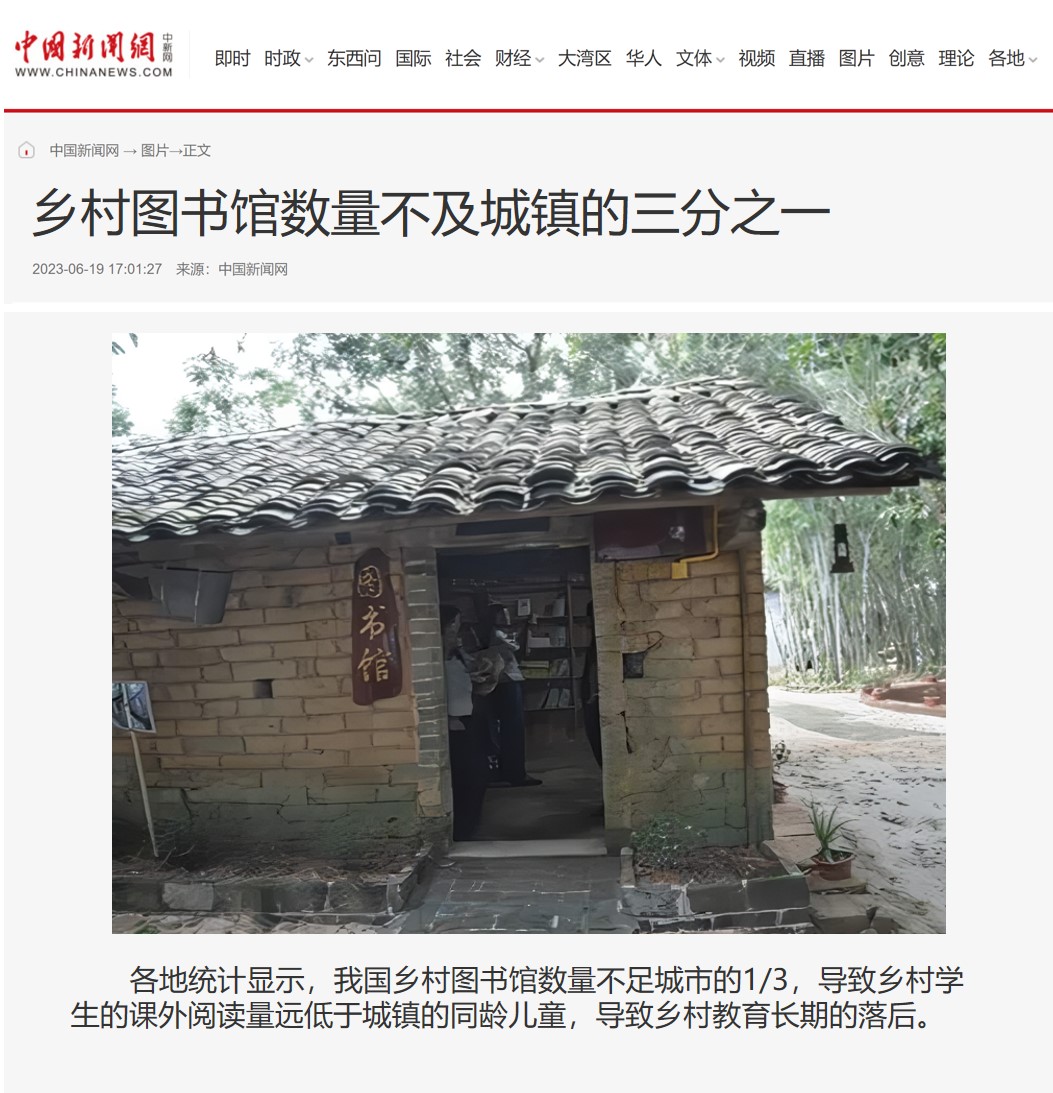 中国新闻網 中新网
WWW.CHINANEWS.COM
即时 时政 东西问 国际 社会 财经 大湾区 华人 文体 视频 直播 图片 创意 理论 各地
中国新闻网 → 图片→正文
乡村图书馆数量不及城镇的三分之一
2023-06-19 17:01:27 来源：中国新闻网
图书馆
各地统计显示，我国乡村图书馆数量不足城市的1/3，导致乡村学
生的课外阅读量远低于城镇的同龄儿童，导致乡村教育长期的落后。